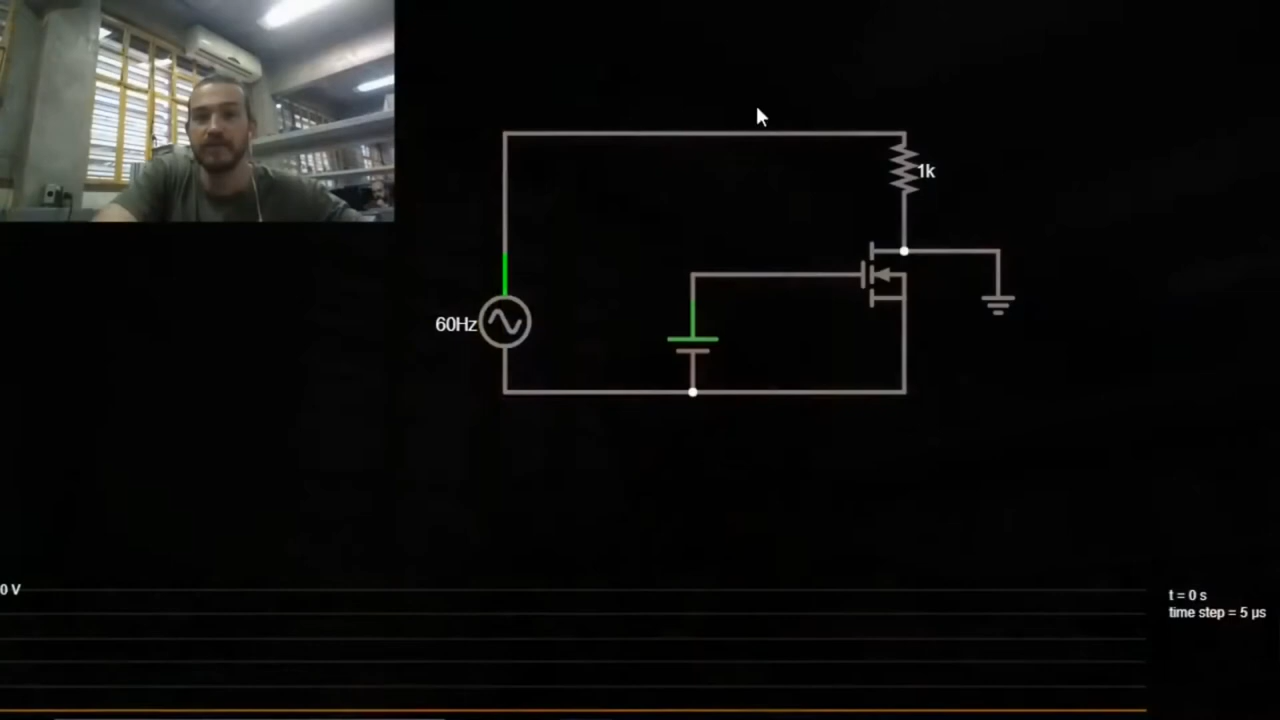 1k
60Hz
0 V
t = 0 s
time step = 5 µs